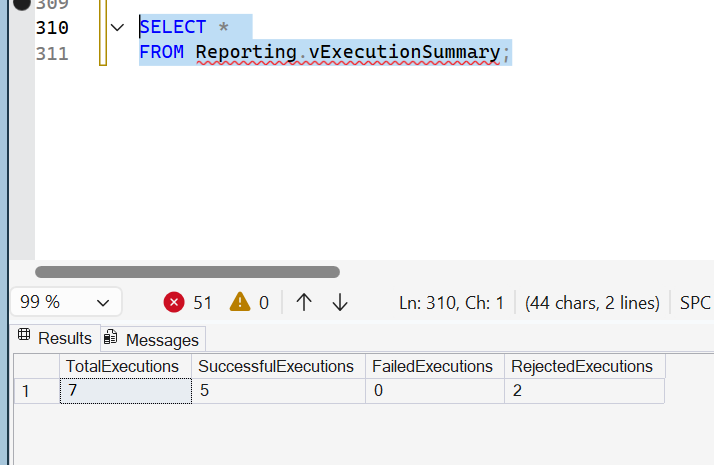 309
310 SELECT *
311 FROM Reporting.vExecutionSummary;
99 % 51 0 Ln: 310, Ch: 1 (44 chars, 2 lines) SPC
Results Messages
TotalExecutions SuccessfulExecutions FailedExecutions RejectedExecutions
1 7 5 0 2